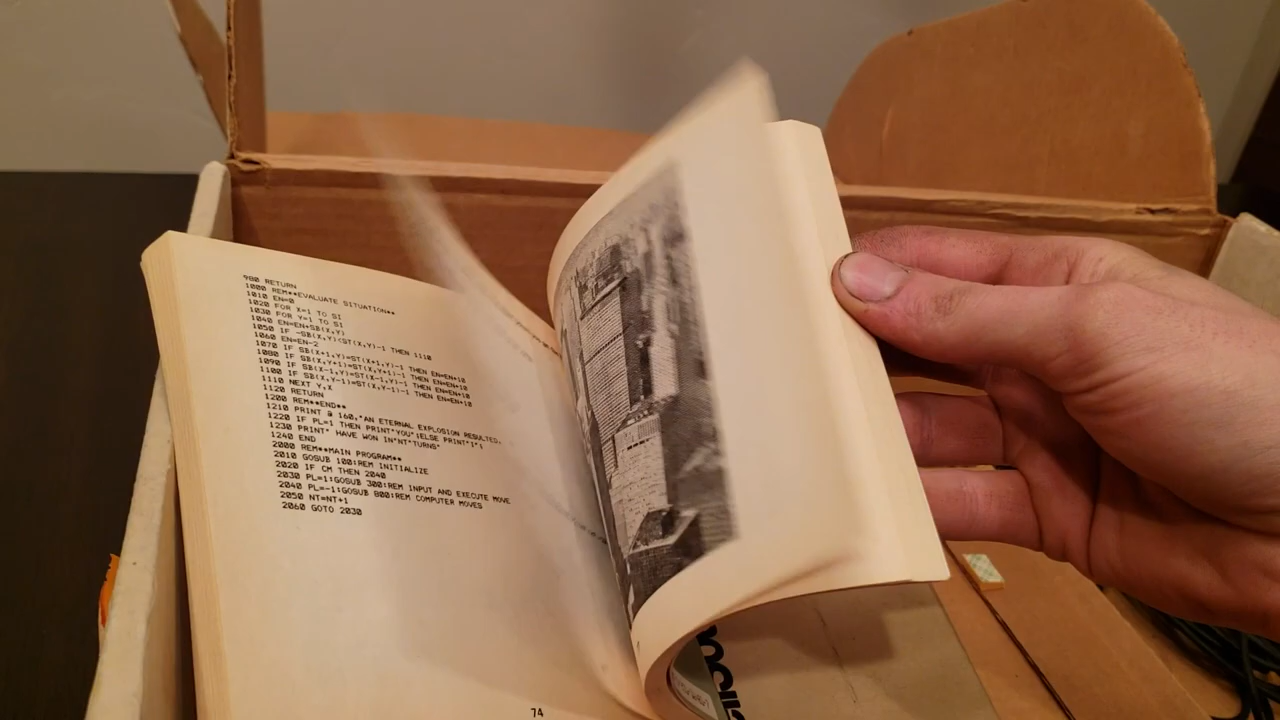 980 RETURN
1000 REM**EVALUATE SITUATION**
1010 EN=0
1020 FOR X=1 TO SI
1030 FOR Y=1 TO SI
1040 EN=EN+SB(X,Y)
1050 IF -SB(X,Y)<ST(X,Y)-1 THEN 1110
1060 EN=EN-2
1070 IF SB(X+1,Y)=ST(X+1,Y)-1 THEN EN=EN+10
1080 IF SB(X,Y+1)=ST(X,Y+1)-1 THEN EN=EN+10
1090 IF SB(X-1,Y)=ST(X-1,Y)-1 THEN EN=EN+10
1100 IF SB(X,Y-1)=ST(X,Y-1)-1 THEN EN=EN+10
1110 NEXT Y,X
1120 RETURN
1200 REM**END**
1210 PRINT @ 160,"AN ETERNAL EXPLOSION RESULTED,
1220 IF PL=1 THEN PRINT"YOU";ELSE PRINT"I";
1230 PRINT" HAVE WON IN"NT"TURNS"
1240 END
2000 REM**MAIN PROGRAM**
2010 GOSUB 100:REM INITIALIZE
2020 IF CM THEN 2040
2030 PL=1:GOSUB 300:REM INPUT AND EXECUTE MOVE
2040 PL=-1:GOSUB 800:REM COMPUTER MOVES
2050 NT=NT+1
2060 GOTO 2030
74